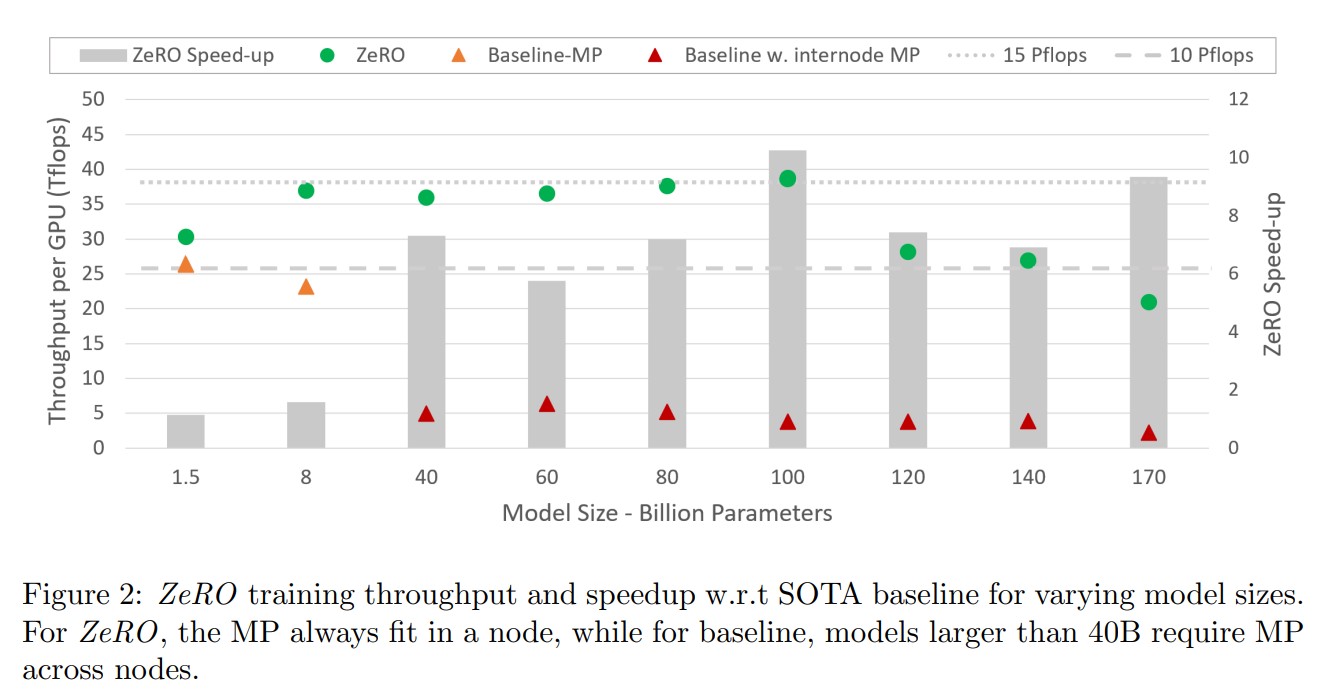 ZeRO Speed-up ZeRO Baseline-MP Baseline w. internode MP 15 Pflops 10 Pflops
Throughput per GPU (Tflops)
50
45
40
35
30
25
20
15
10
5
0
12
10
8
6
4
2
0
ZeRO Speed-up
1.5 8 40 60 80 100 120 140 170
Model Size - Billion Parameters
Figure 2: ZeRO training throughput and speedup w.r.t SOTA baseline for varying model sizes.
For ZeRO, the MP always fit in a node, while for baseline, models larger than 40B require MP
across nodes.